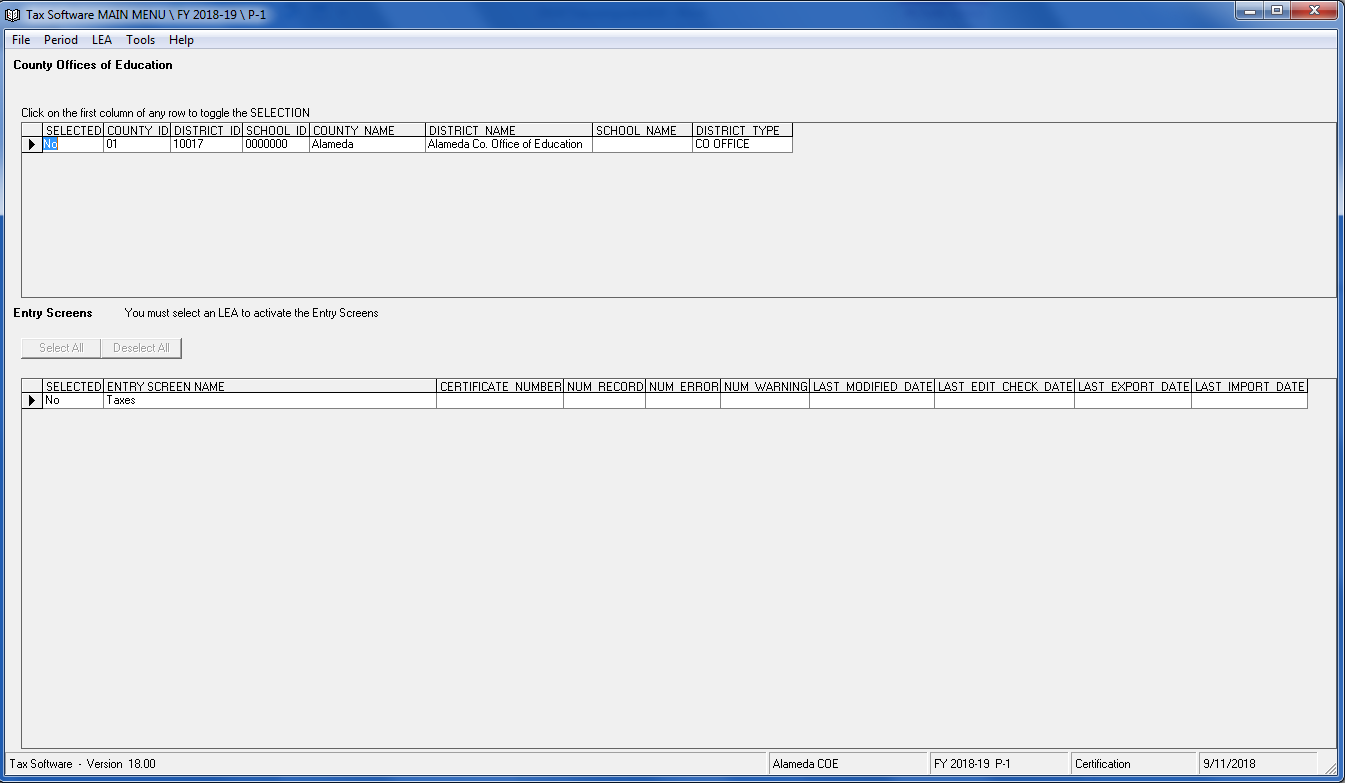 Tax Software MAIN MENU \ FY 2018-19 \ P-1
File Period LEA Tools Help
County Offices of Education
Click on the first column of any row to toggle the SELECTION
SELECTED COUNTY_ID DISTRICT_ID SCHOOL_ID COUNTY_NAME DISTRICT_NAME SCHOOL_NAME DISTRICT_TYPE
No 01 10017 0000000 Alameda Alameda Co. Office of Education CO OFFICE
Entry Screens You must select an LEA to activate the Entry Screens
Select All Deselect All
SELECTED ENTRY SCREEN NAME CERTIFICATE_NUMBER NUM_RECORD NUM_ERROR NUM_WARNING LAST_MODIFIED_DATE LAST_EDIT_CHECK_DATE LAST_EXPORT_DATE LAST_IMPORT_DATE
No Taxes
Tax Software - Version 18.00 Alameda COE FY 2018-19 P-1 Certification 9/11/2018